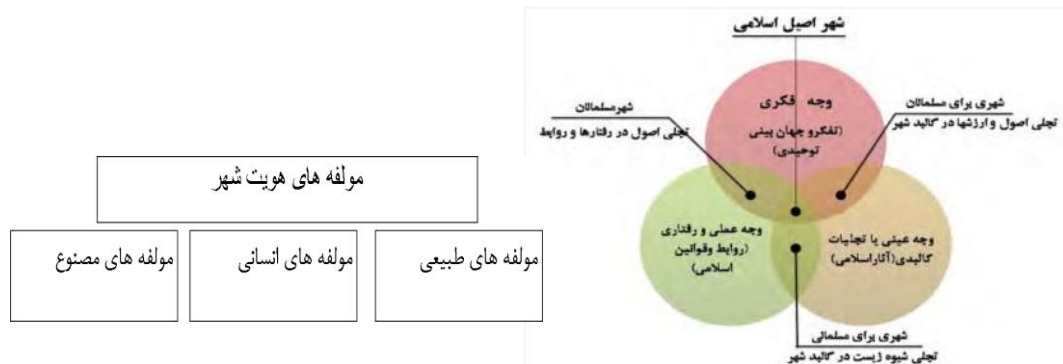 شهر اصیل اسلامی
وجه فکری
(تفکرو جهان بینی
توحیدی)
شهری برای مسلمانان
تجلی اصول و ارزشها در کالبد شهر
شهرمسلمانان
تجلی اصول در رفتارها و روابط
وجه عینی یا تجلیات
کالبدی(آثاراسلامی)
وجه عملی و رفتاری
(روابط وقوانین
اسلامی)
شهری برای مسلمانی
تجلی شیوه زیست در کالبد شهر
مولفه های هویت شهر
مولفه های طبیعی
مولفه های انسانی
مولفه های مصنوع